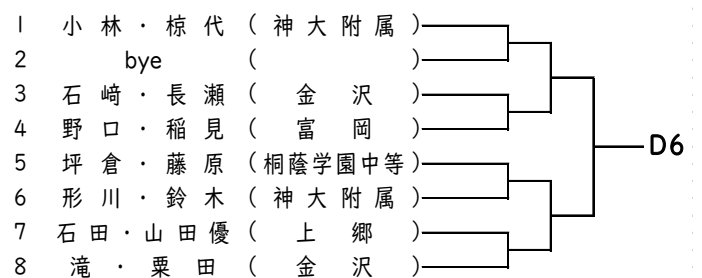 1 小林・椋代(神大附属)
2 bye ( )
3 石﨑・長瀬(金沢)
4 野口・稲見(富岡)
5 坪倉・藤原(桐蔭学園中等)
6 形川・鈴木(神大附属)
7 石田・山田優(上郷)
8 滝・粟田(金沢)
D6